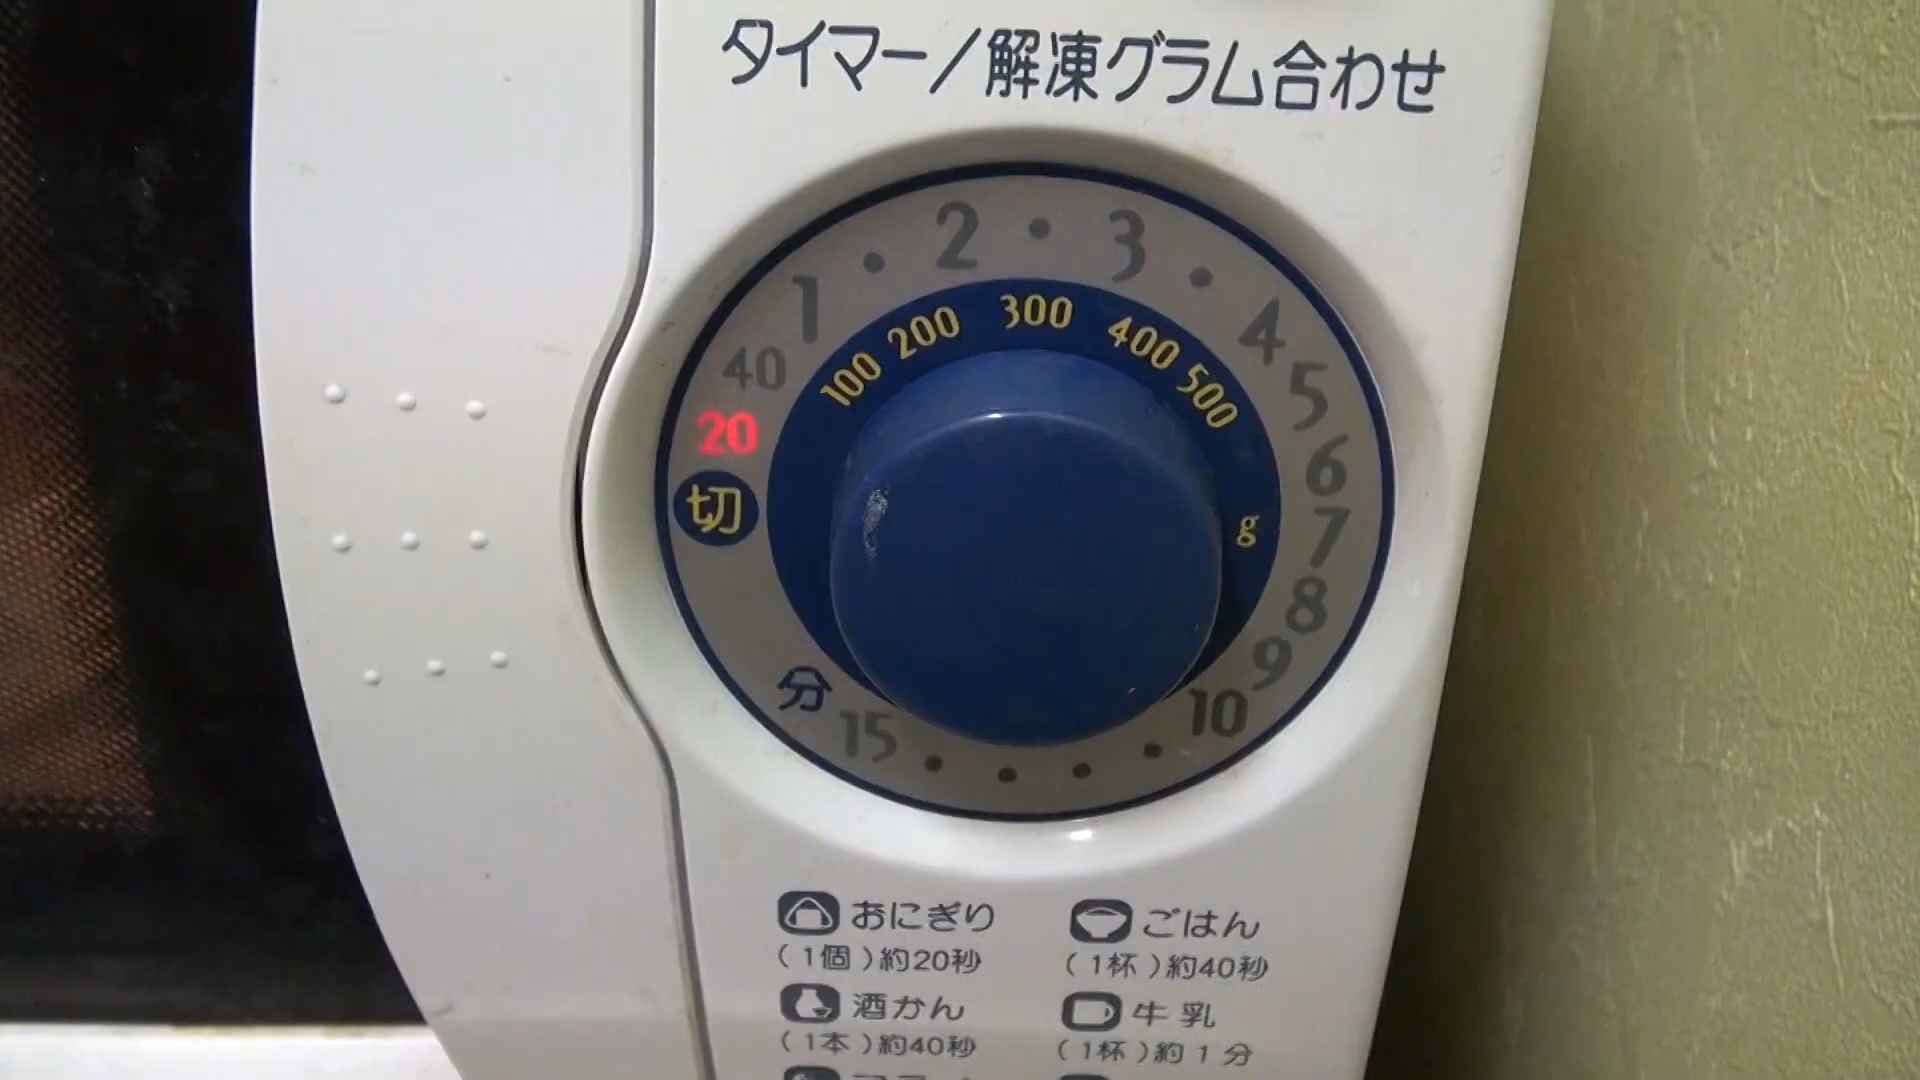 タイマー/解凍グラム合わせ
切 20 40 1 ・ 2 ・ 3 ・ 4 5 6 7 8 9 10 ・ ・ ・ ・ 15 分
100 200 300 400 500 g
おにぎり
(1個)約20秒
ごはん
(1杯)約40秒
酒かん
(1本)約40秒
牛乳
(1杯)約1分